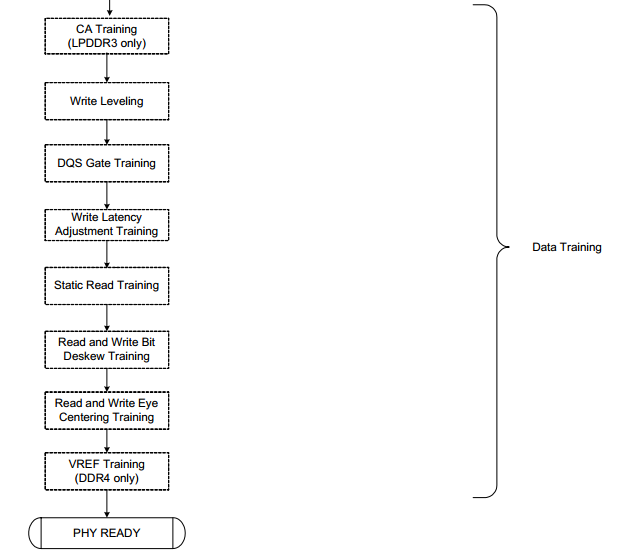 CA Training
(LPDDR3 only)
Write Leveling
DQS Gate Training
Write Latency
Adjustment Training
Data Training
Static Read Training
Read and Write Bit
Deskew Training
Read and Write Eye
Centering Training
VREF Training
(DDR4 only)
PHY READY